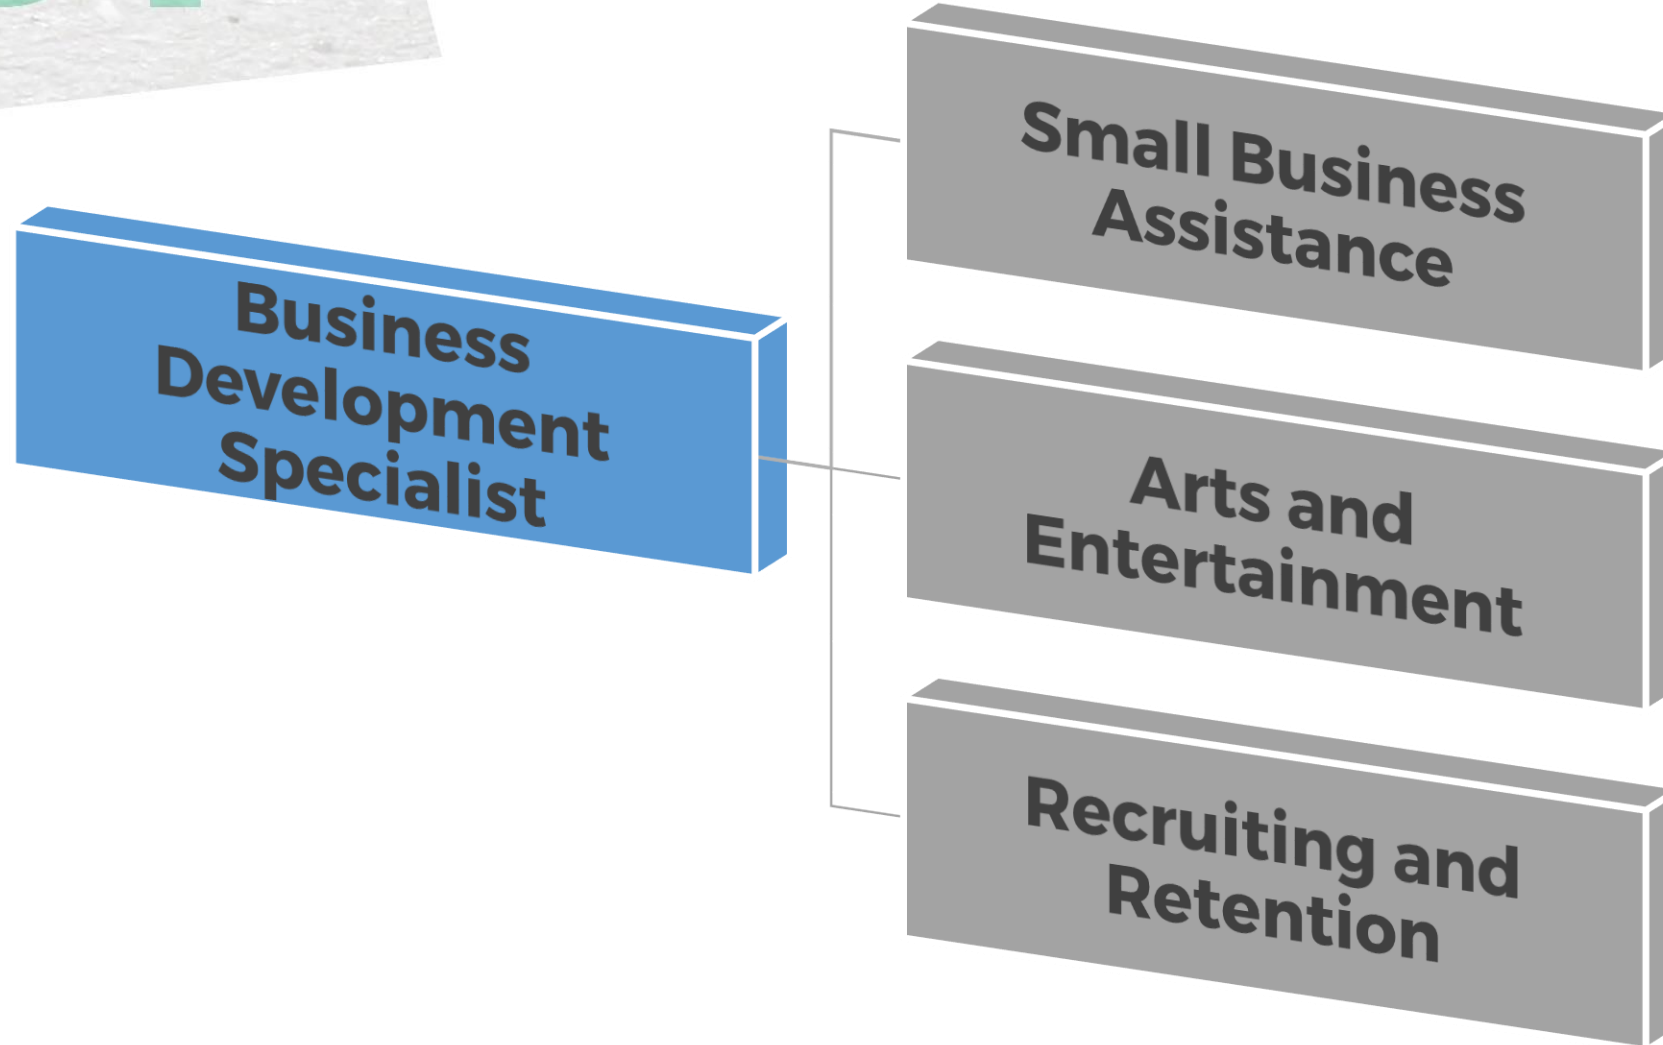 Business
Development
Specialist
Small Business
Assistance
Arts and
Entertainment
Recruiting and
Retention